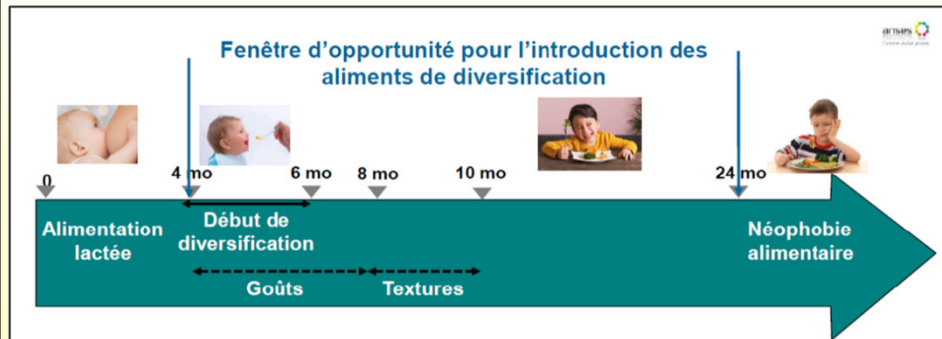 Fenêtre d’opportunité pour l’introduction des
aliments de diversification
0
4 mo
6 mo
8 mo
10 mo
24 mo
Alimentation
lactée
Début de
diversification
Néophobie
alimentaire
Goûts
Textures